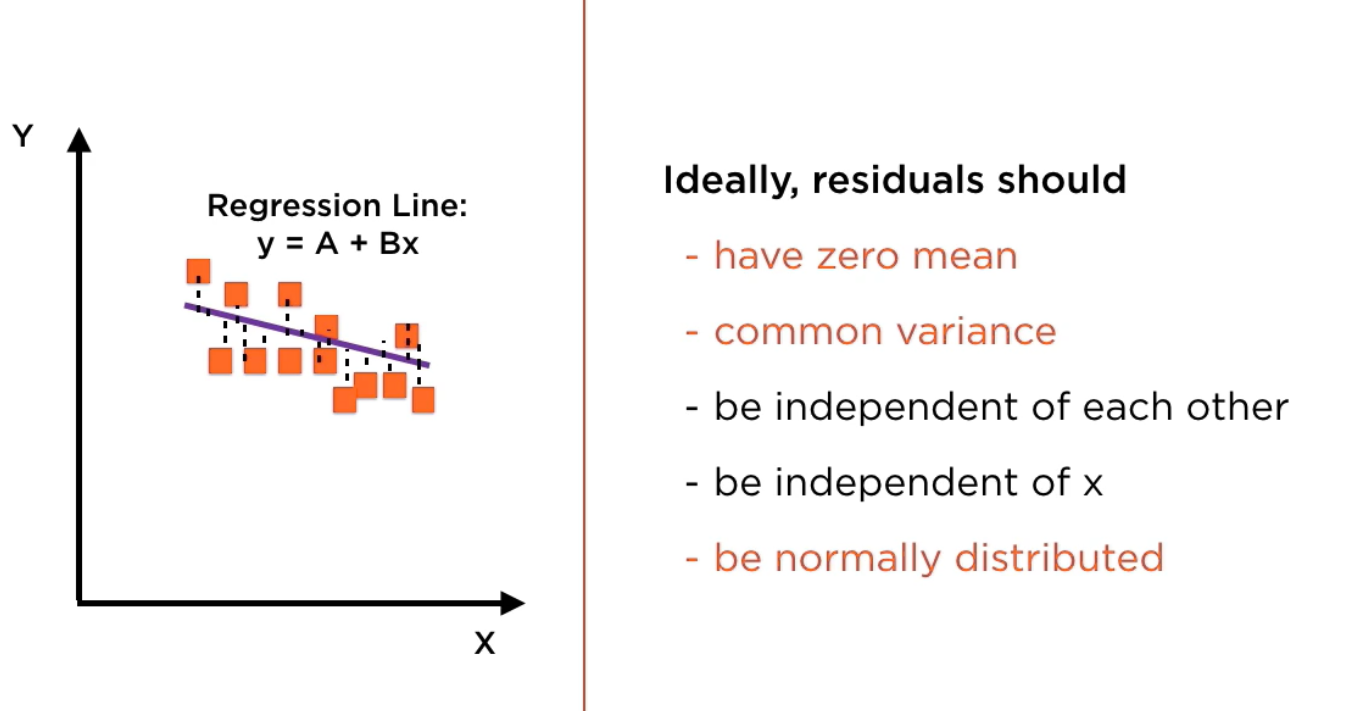 Y
Regression Line:
y = A + Bx
X
Ideally, residuals should
- have zero mean
- common variance
- be independent of each other
- be independent of x
- be normally distributed